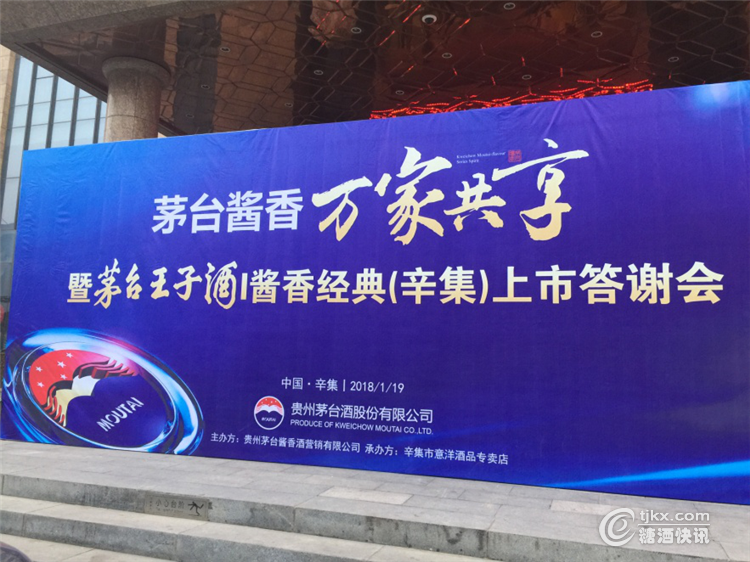 Kweichow Moutai Flavour
茅台酱香 万家共享
暨茅台王子酒|酱香经典(辛集)上市答谢会
中国·辛集|2018/1/19
MOUTAI
贵州茅台酒股份有限公司
PRODUCE OF KWEICHOW MOUTAI CO.,LTD.
主办方：贵州茅台酱香酒营销有限公司 承办方：辛集市意洋酒品专卖店
tjkx.com
糖酒快讯